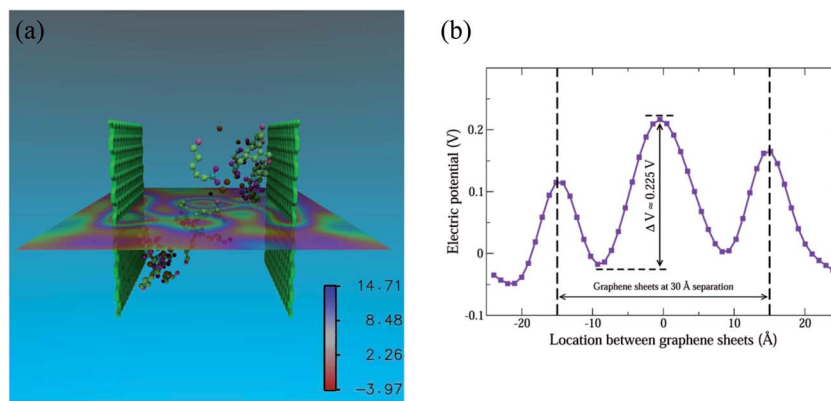 (a)
14.71
8.48
2.26
-3.97
(b)
Electric potential (V)
0.2
0.1
0
-0.1
Δ V ≈ 0.225 V
Graphene sheets at 30 Å separation
-20
-10
0
10
20
Location between graphene sheets (Å)